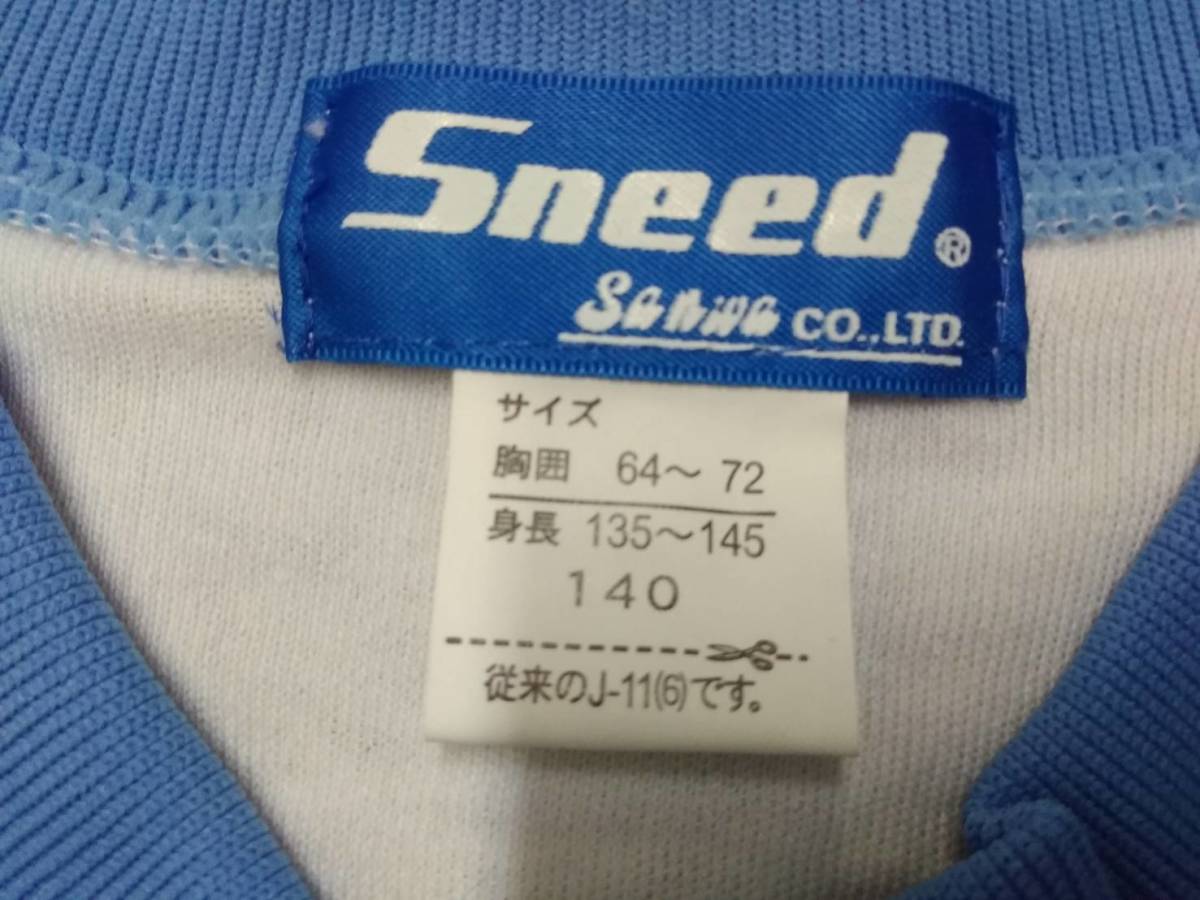 Sneed®
Sanwa CO.,LTD.
サイズ
胸囲 64～72
身長 135～145
140
従来のJ-11(6)です。